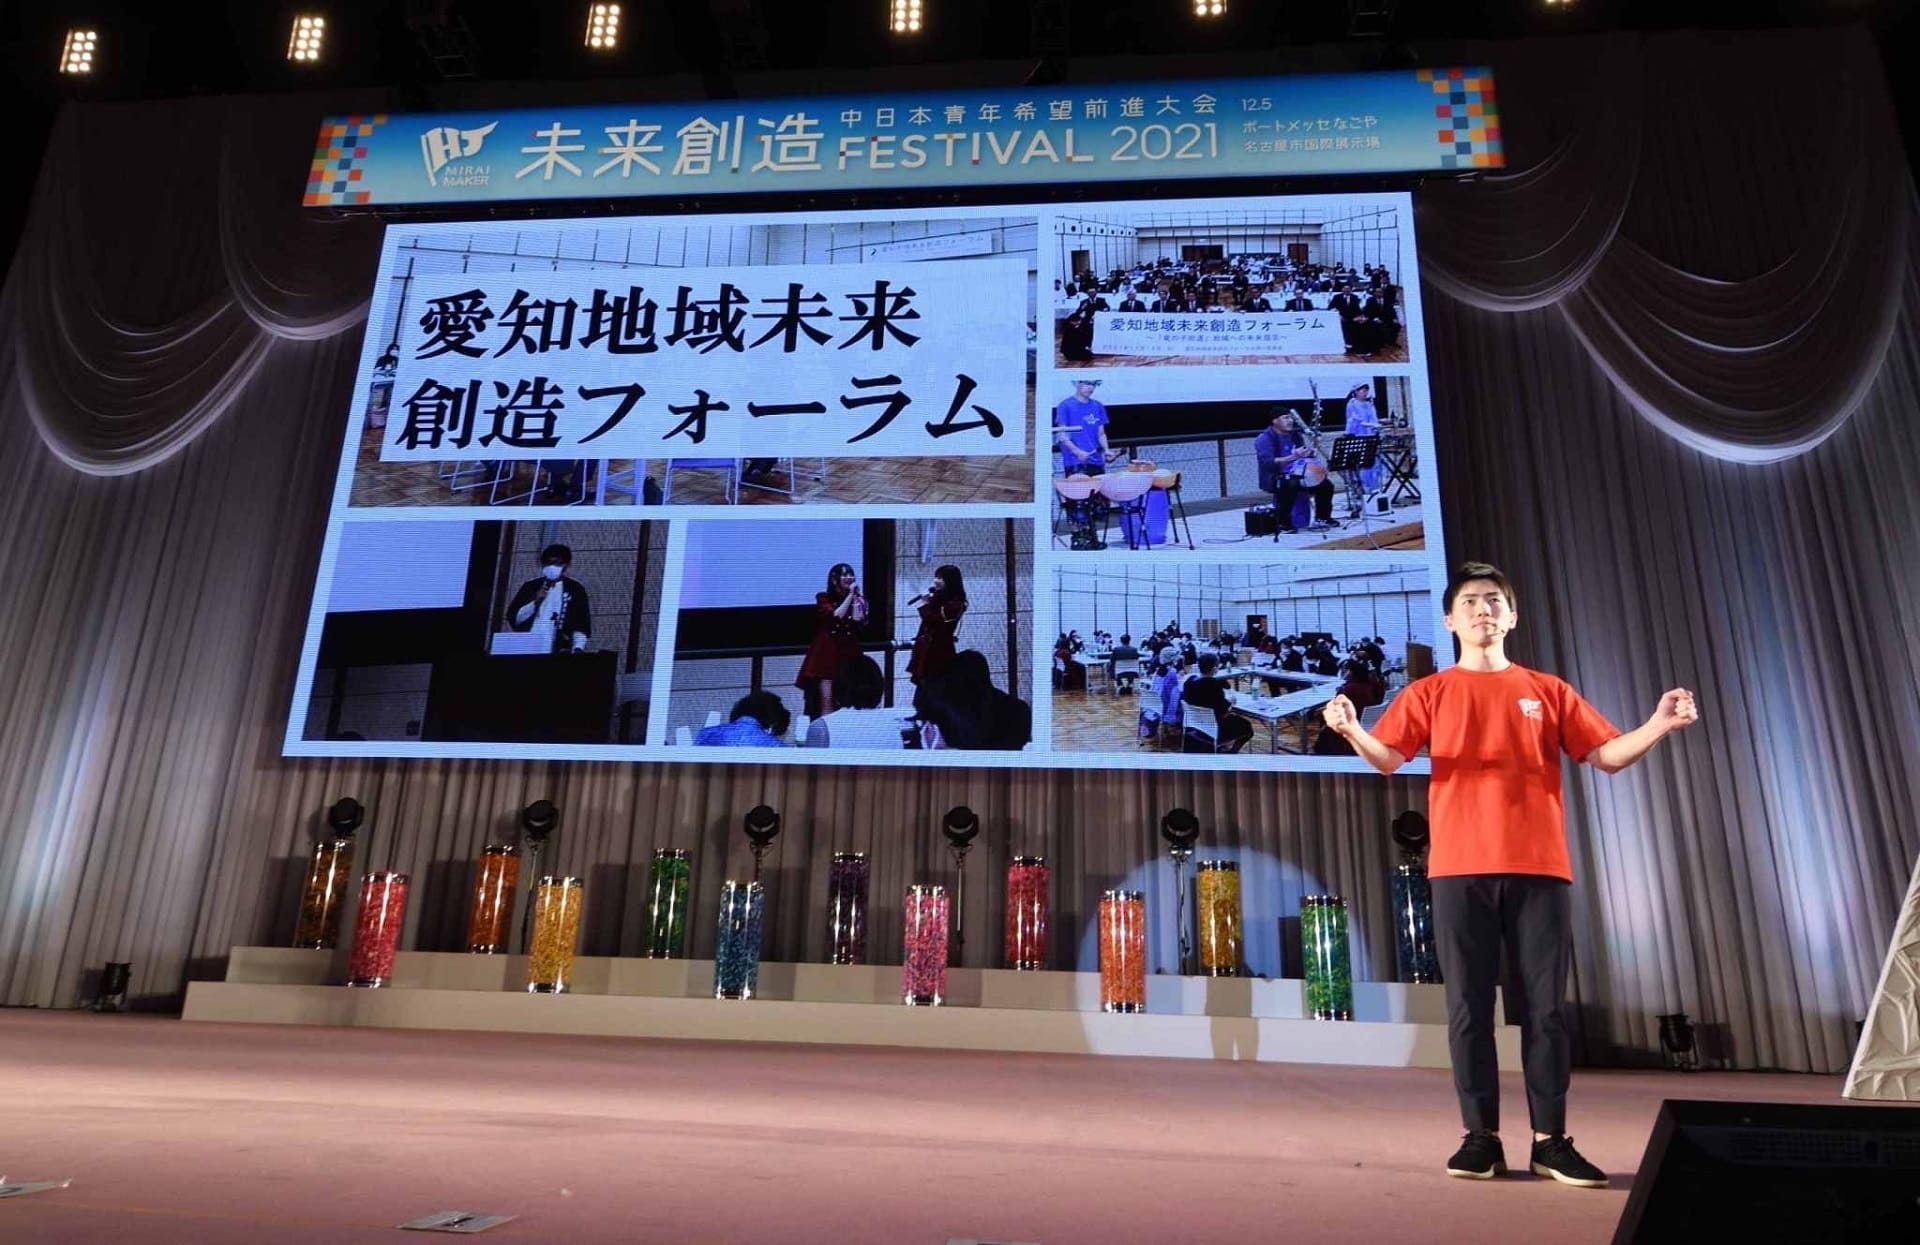 HJ
MIRAI
MAKER
未来創造
中日本青年希望前進大会
FESTIVAL 2021
12.5
ポートメッセなごや
名古屋市国際展示場
愛知地域未来
創造フォーラム
愛知地域未来創造フォーラム